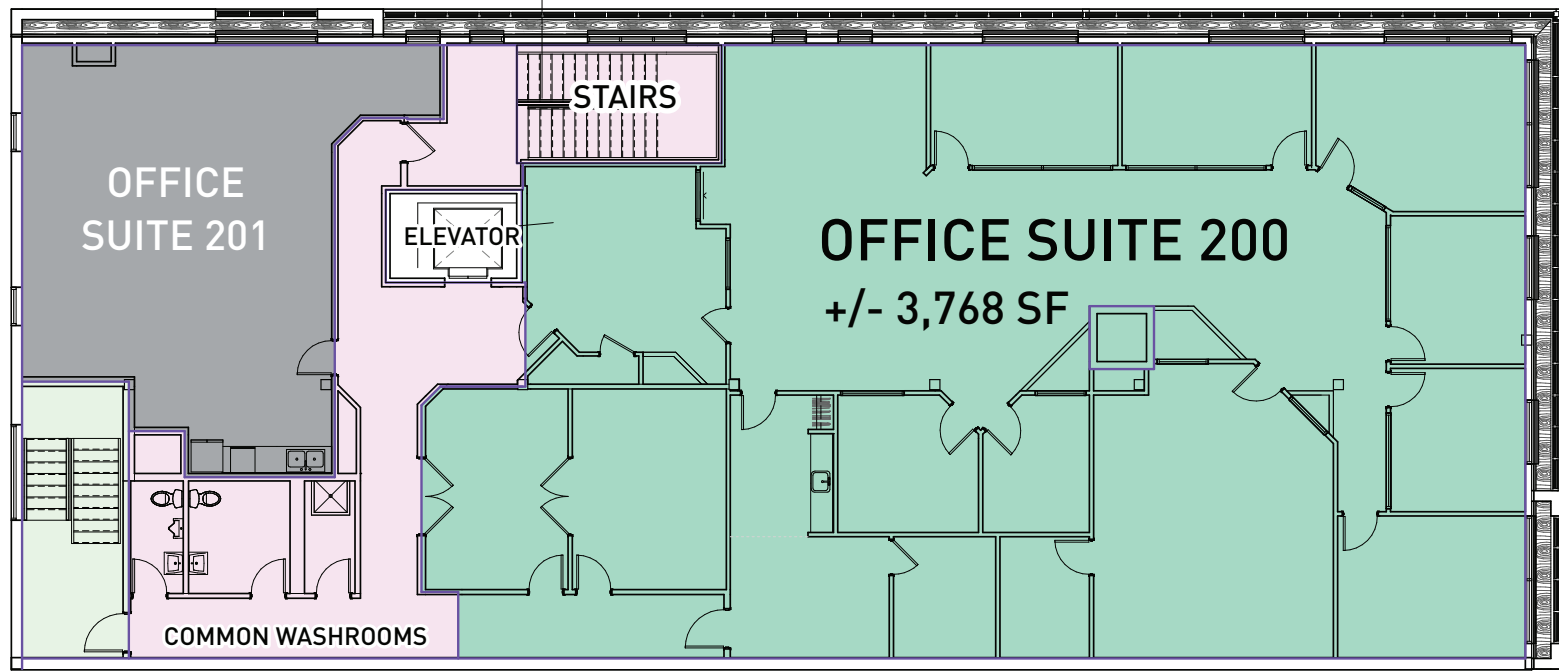 STAIRS
OFFICE
SUITE 201
ELEVATOR
OFFICE SUITE 200
+/- 3,768 SF
COMMON WASHROOMS